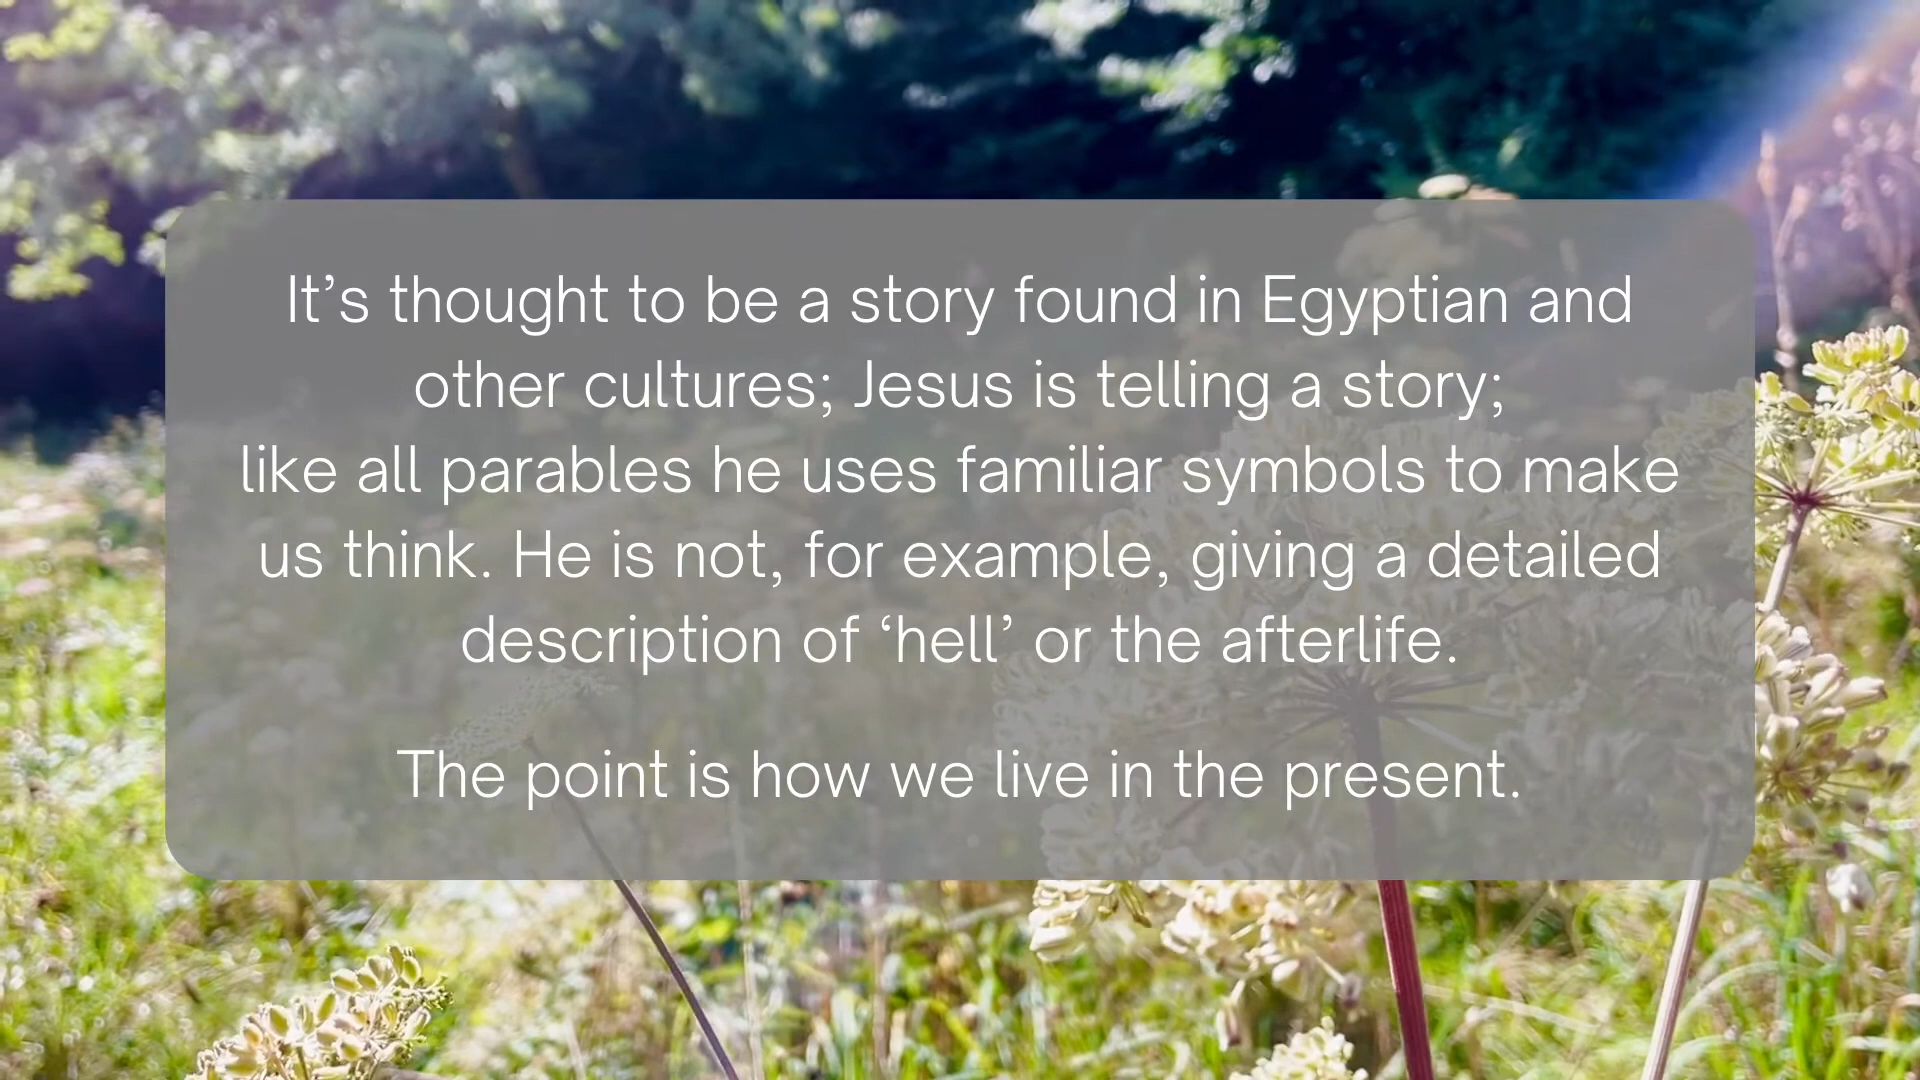 It’s thought to be a story found in Egyptian and
other cultures; Jesus is telling a story;
like all parables he uses familiar symbols to make
us think. He is not, for example, giving a detailed
description of ‘hell’ or the afterlife.
The point is how we live in the present.